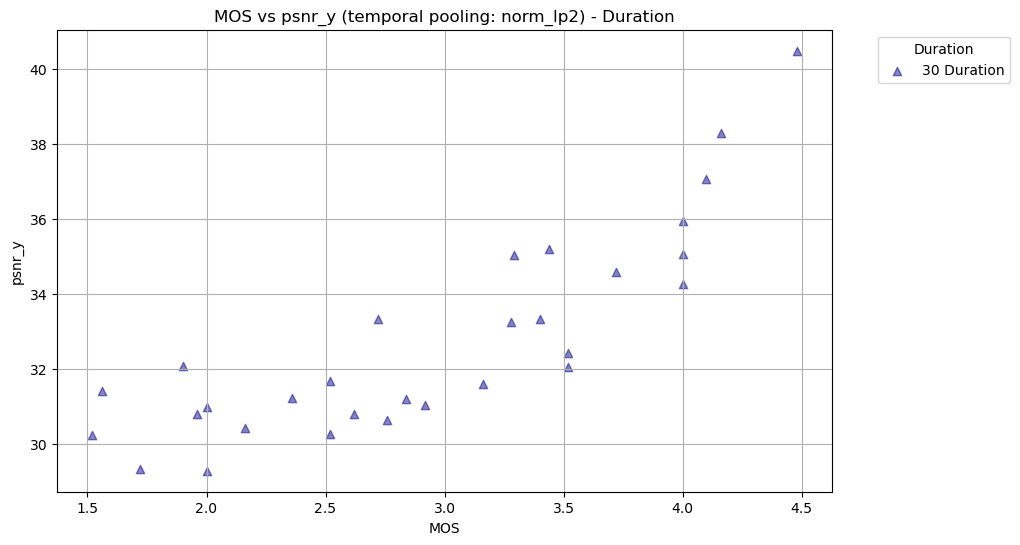 MOS vs psnr_y (temporal pooling: norm_lp2) - Duration
Duration
30 Duration
psnr_y
40
38
36
34
32
30
1.5 2.0 2.5 3.0 3.5 4.0 4.5
MOS